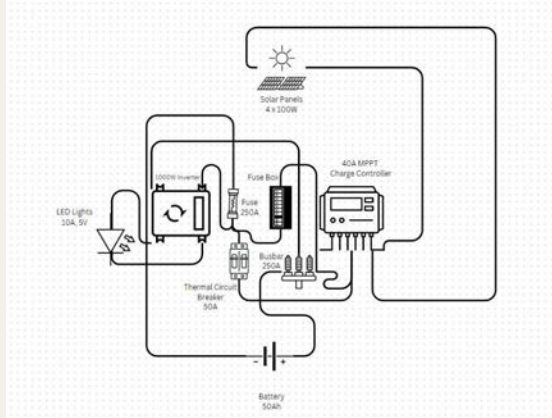 Solar Panels
4 x 100W
1000W Inverter
Fuse Box
40A MPPT
Charge Controller
LED Lights
10A, 5V
Fuse
250A
Busbar
250A
Thermal Circuit
Breaker
50A
- +
Battery
50Ah